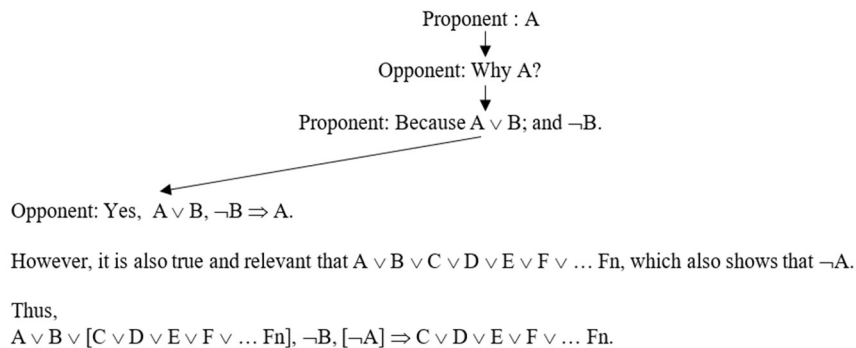 Proponent : A
Opponent: Why A?
Proponent: Because A ∨ B; and ¬B.
Opponent: Yes, A ∨ B, ¬B ⇒ A.
However, it is also true and relevant that A ∨ B ∨ C ∨ D ∨ E ∨ F ∨ … Fn, which also shows that ¬A.
Thus,
A ∨ B ∨ [C ∨ D ∨ E ∨ F ∨ … Fn], ¬B, [¬A] ⇒ C ∨ D ∨ E ∨ F ∨ … Fn.